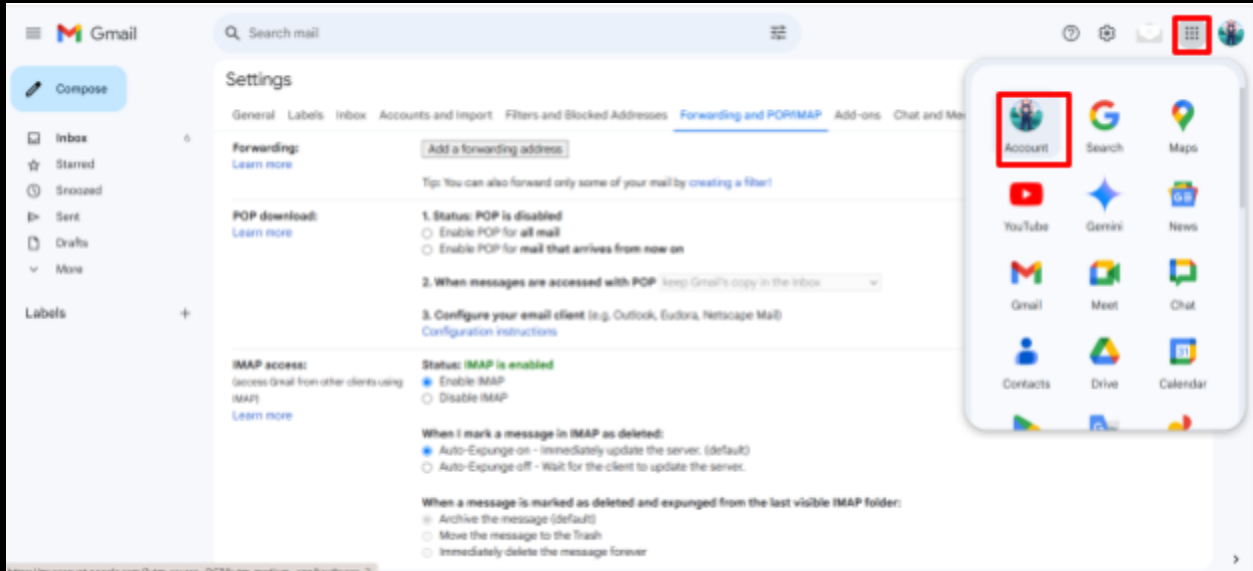 Gmail
Search mail
Compose
Inbox 6
Starred
Snoozed
Sent
Drafts
More
Labels
Settings
General Labels Inbox Accounts and Import Filters and Blocked Addresses Forwarding and POP/IMAP Add-ons Chat and Me
Forwarding:
Learn more
Add a forwarding address
Tip: You can also forward only some of your mail by creating a filter!
POP download:
Learn more
1. Status: POP is disabled
Enable POP for all mail
Enable POP for mail that arrives from now on
2. When messages are accessed with POP keep Gmail's copy in the Inbox
3. Configure your email client (e.g. Outlook, Eudora, Netscape Mail)
Configuration instructions
IMAP access:
(access Gmail from other clients using
IMAP)
Learn more
Status: IMAP is enabled
Enable IMAP
Disable IMAP
When I mark a message in IMAP as deleted:
Auto-Expunge on - Immediately update the server. (default)
Auto-Expunge off - Wait for the client to update the server.
When a message is marked as deleted and expunged from the last visible IMAP folder:
Archive the message (default)
Move the message to the Trash
Immediately delete the message forever
Account Search Maps
YouTube Gemini News
Gmail Meet Chat
Contacts Drive Calendar